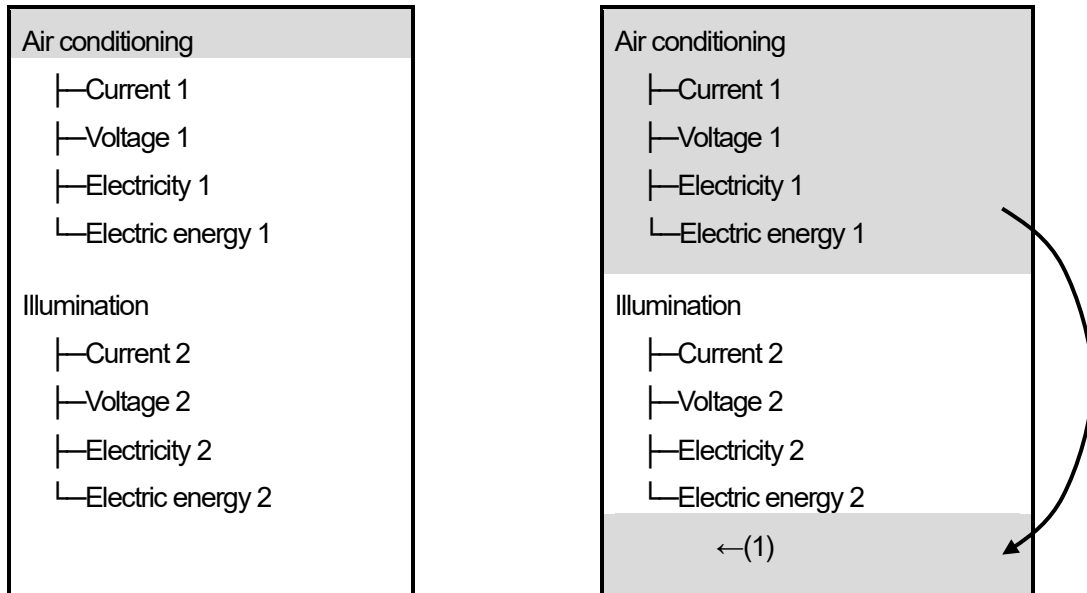 Air conditioning
├─Current 1
├─Voltage 1
├─Electricity 1
└─Electric energy 1
Illumination
├─Current 2
├─Voltage 2
├─Electricity 2
└─Electric energy 2
Air conditioning
├─Current 1
├─Voltage 1
├─Electricity 1
└─Electric energy 1
Illumination
├─Current 2
├─Voltage 2
├─Electricity 2
└─Electric energy 2
←(1)